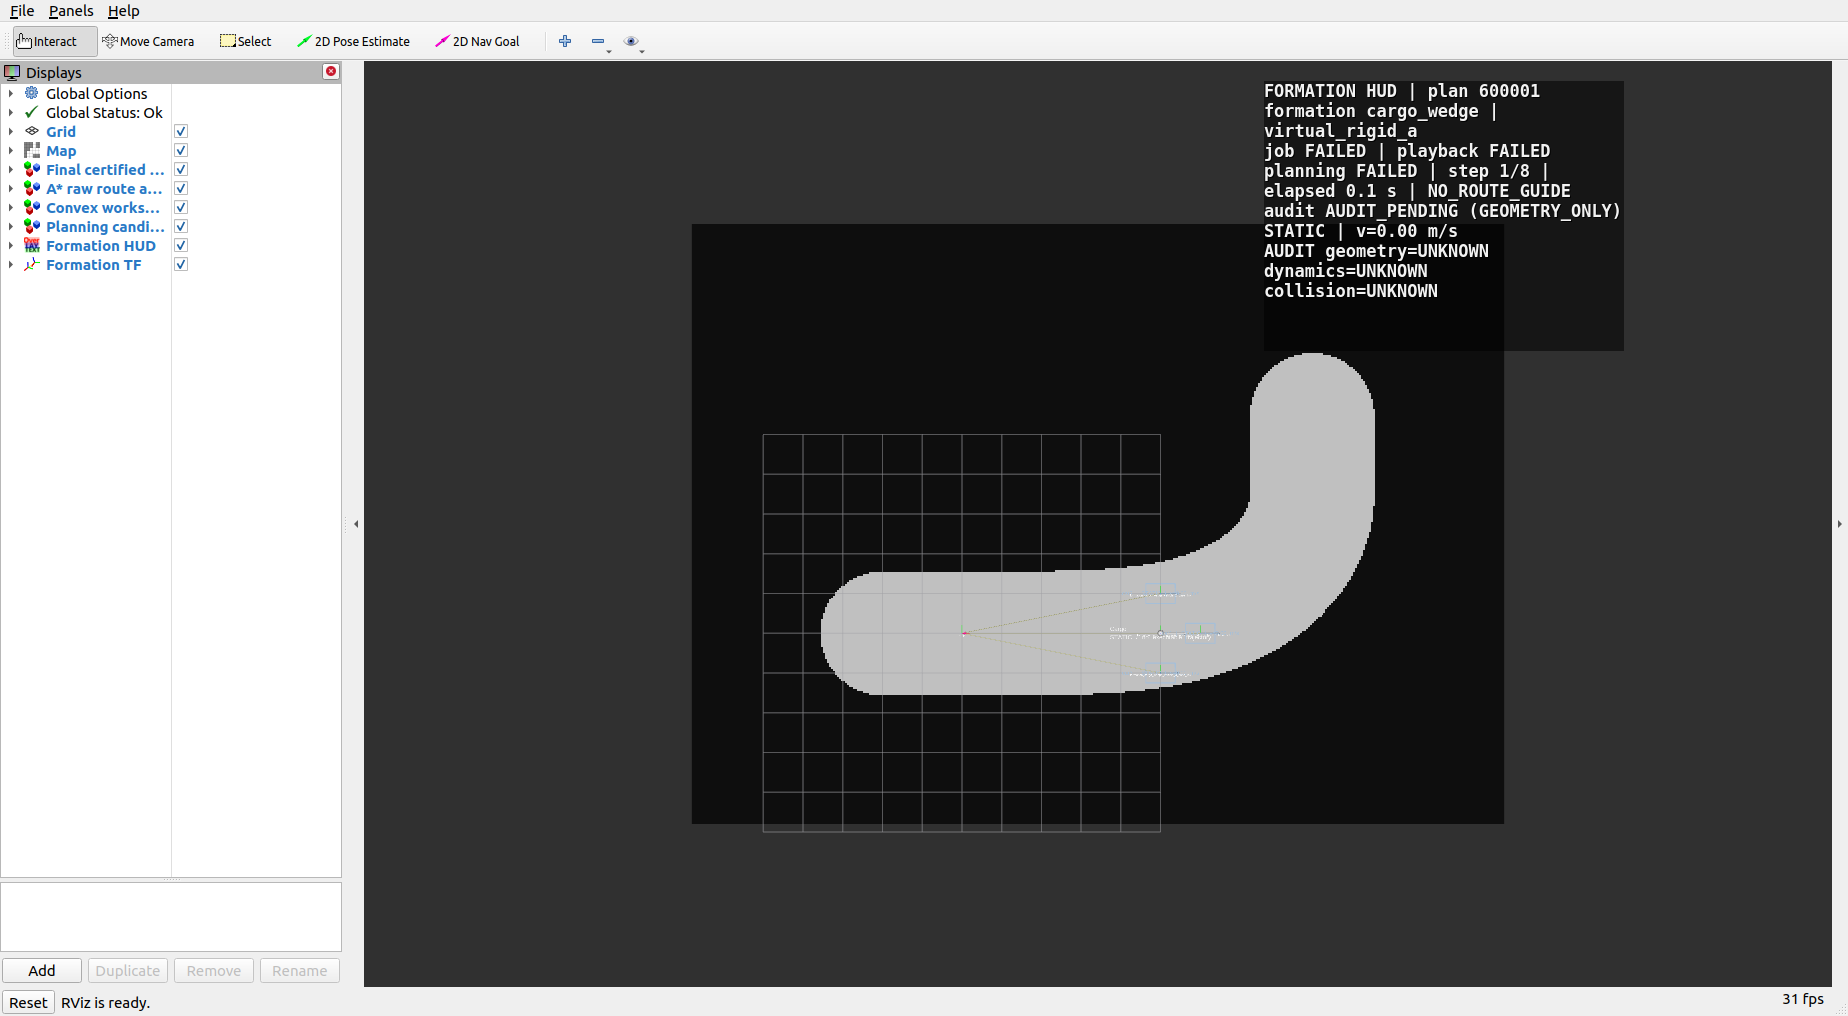 File Panels Help
Interact Move Camera Select 2D Pose Estimate 2D Nav Goal
Displays
Global Options
Global Status: Ok
Grid
Map
Final certified ...
A* raw route a...
Convex works...
Planning candi...
Formation HUD
Formation TF
FORMATION HUD | plan 600001
formation cargo_wedge |
virtual_rigid_a
job FAILED | playback FAILED
planning FAILED | step 1/8 |
elapsed 0.1 s | NO_ROUTE_GUIDE
audit AUDIT_PENDING (GEOMETRY_ONLY)
STATIC | v=0.00 m/s
AUDIT geometry=UNKNOWN
dynamics=UNKNOWN
collision=UNKNOWN
Add Duplicate Remove Rename
Reset RViz is ready.
31 fps